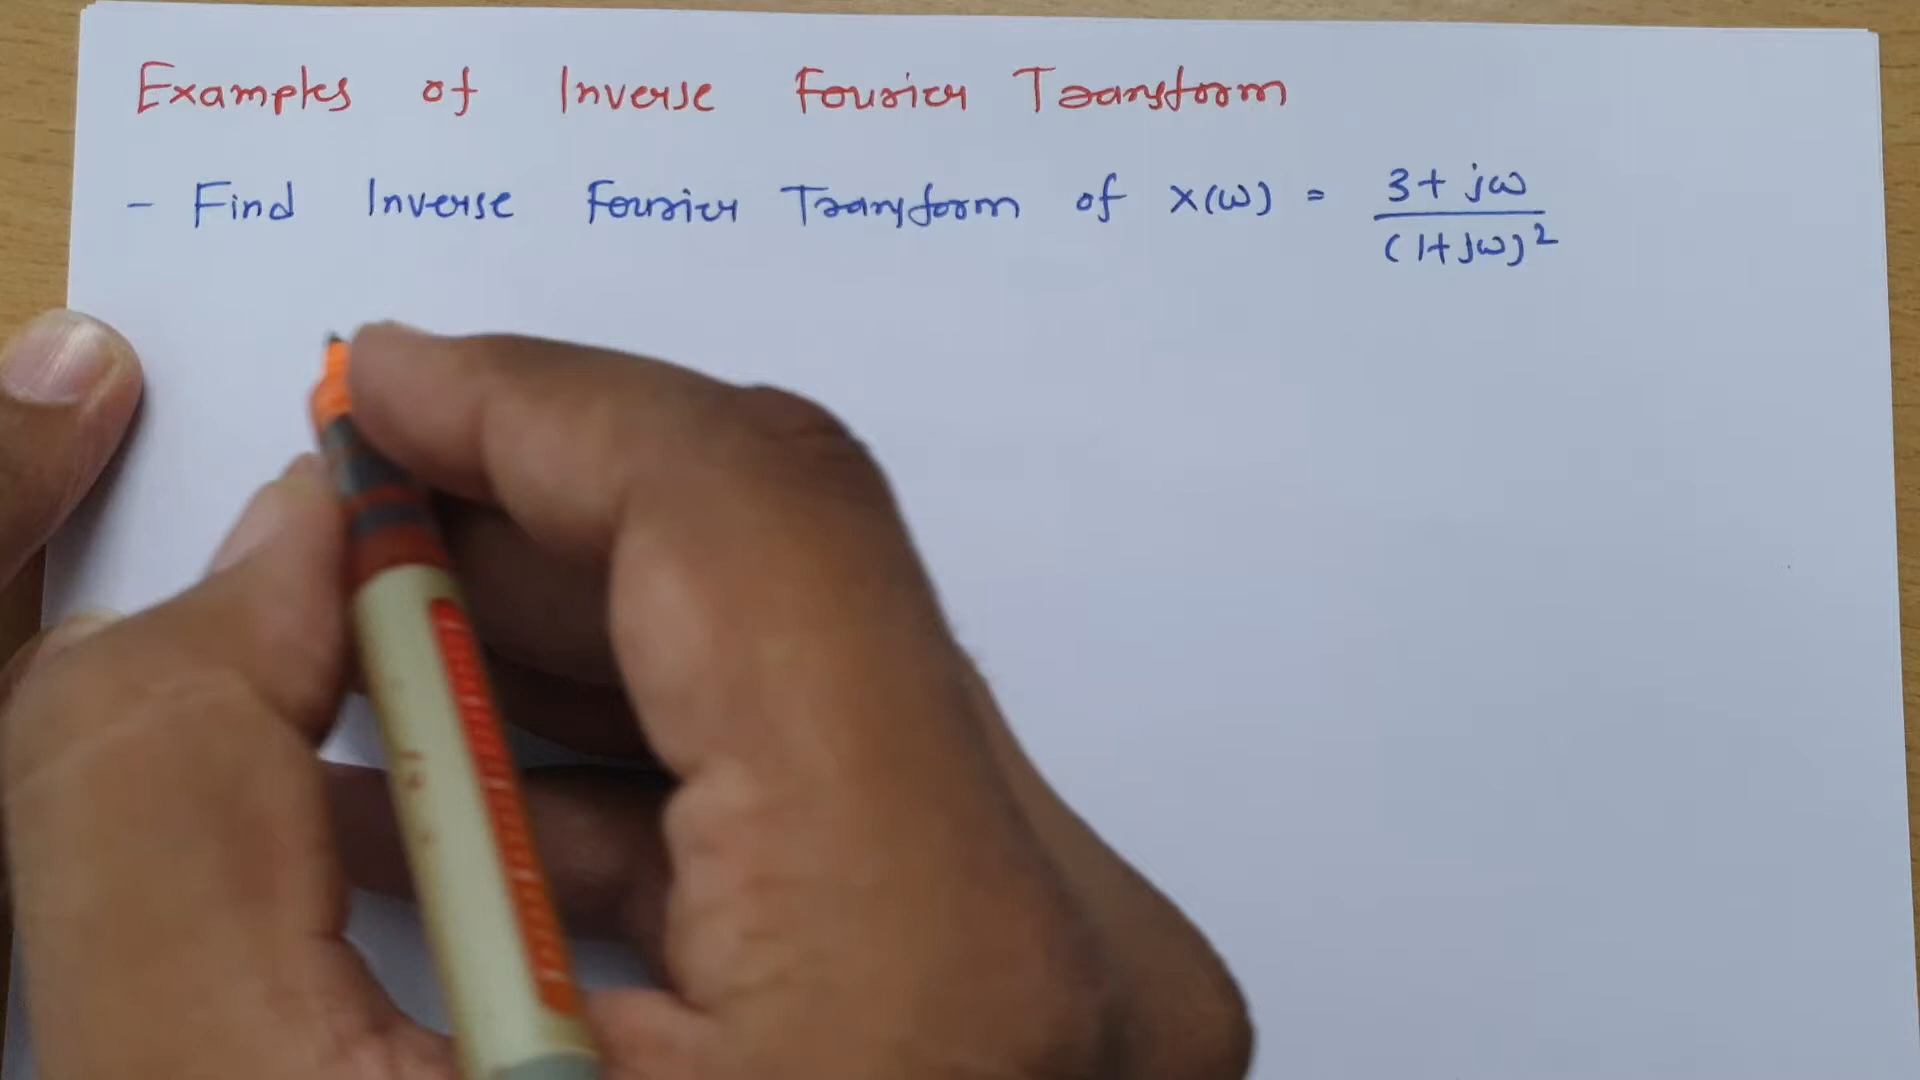 Examples of Inverse Fourier Transform
- Find Inverse Fourier Transform of x(ω) = (3 + jω) / (1+jω)²